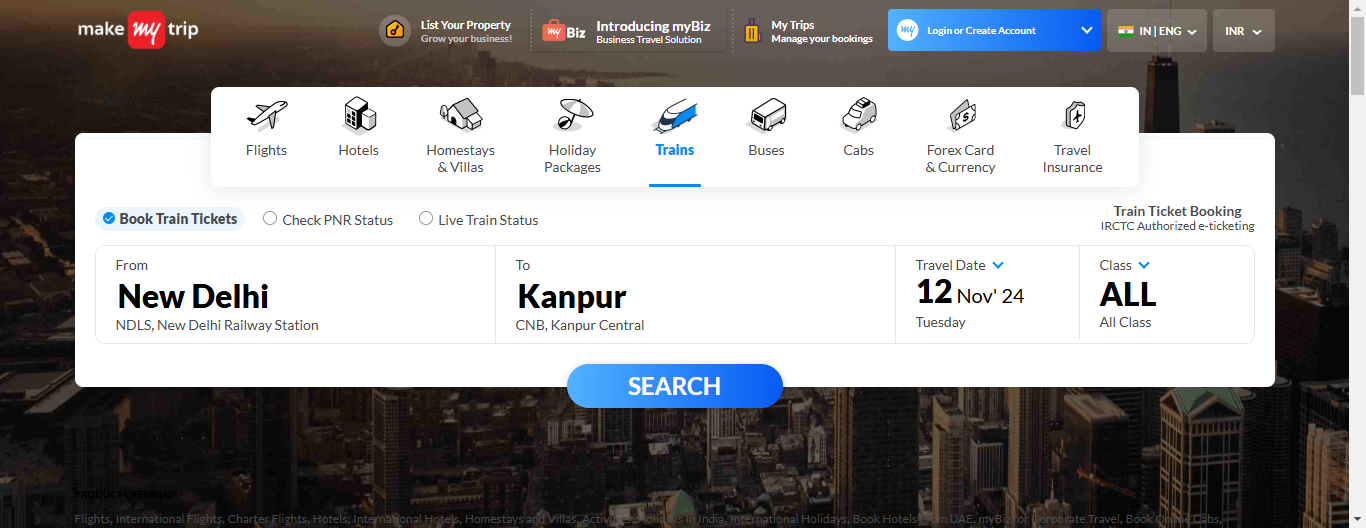 make my trip
List Your Property
Grow your business!
my Biz
Introducing myBiz
Business Travel Solution
My Trips
Manage your bookings
my
Login or Create Account
IN | ENG
INR
Flights
Hotels
Homestays
& Villas
Holiday
Packages
Trains
Buses
Cabs
Forex Card
& Currency
Travel
Insurance
Book Train Tickets
Check PNR Status
Live Train Status
Train Ticket Booking
IRCTC Authorized e-ticketing
From
New Delhi
NDLS, New Delhi Railway Station
To
Kanpur
CNB, Kanpur Central
Travel Date
12 Nov' 24
Tuesday
Class
ALL
All Class
SEARCH
PRODUCT OFFERING
Flights, International Flights, Charter Flights, Hotels, International Hotels, Homestays and Villas, Activities, Holidays In India, International Holidays, Book Hotels From UAE, myBiz for Corporate Travel, Book Online Cabs,